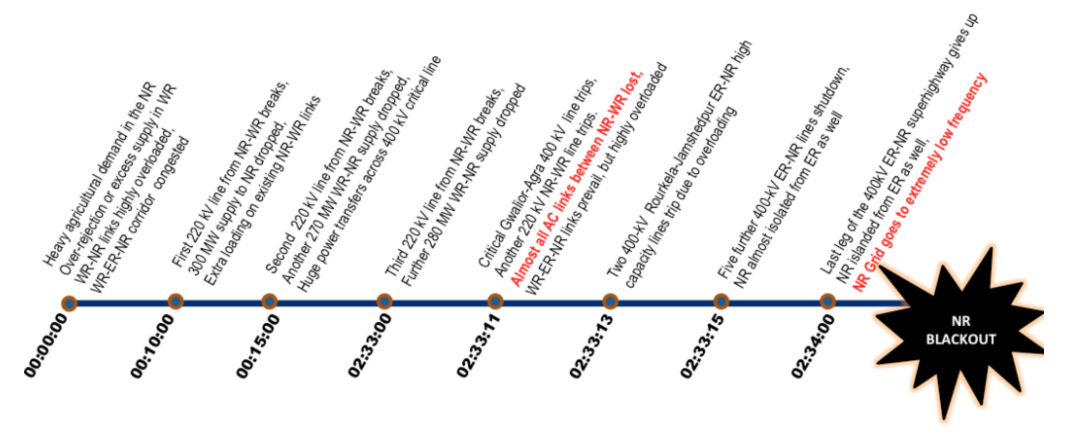 Heavy agricultural demand in the NR
Over-rejection or excess supply in WR
WR-NR links highly overloaded,
WR-ER-NR corridor congested
First 220 kV line from NR-WR breaks,
300 MW supply to NR dropped,
Extra loading on existing NR-WR links
Second 220 kV line from NR-WR breaks,
Another 270 MW WR-NR supply dropped,
Huge power transfers across 400 kV critical line
Third 220 kV line from NR-WR breaks,
Further 280 MW WR-NR supply dropped
Critical Gwalior-Agra 400 kV line trips,
Another 220 kV NR-WR line trips.
Almost all AC links between NR-WR lost,
WR-ER-NR links prevail, but highly overloaded
Two 400-kV Rourkela-Jamshedpur ER-NR high
capacity lines trip due to overloading
Five further 400-kV ER-NR lines shutdown,
NR almost isolated from ER as well
Last leg of the 400kV ER-NR superhighway gives up
NR islanded from ER as well,
NR Grid goes to extremely low frequency
00:00:00
00:10:00
00:15:00
02:33:00
02:33:11
02:33:13
02:33:15
02:34:00
NR
BLACKOUT